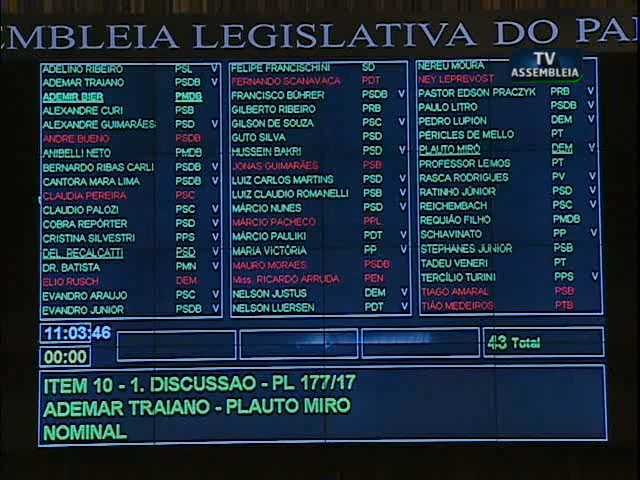 EMBLEIA LEGISLATIVA DO PA
TV ASSEMBLEIA
ADELINO RIBEIRO PSL V
ADEMAR TRAIANO PSDB V
ADEMIR BIER PMDB
ALEXANDRE CURI PSB
ALEXANDRE GUIMARÃES PSD V
ANDRE BUENO PSDB
ANIBELLI NETO PMDB
BERNARDO RIBAS CARLI PSDB V
CANTORA MARA LIMA PSDB V
CLAUDIA PEREIRA PSC
CLAUDIO PALOZI PSC V
COBRA REPÓRTER PSD V
CRISTINA SILVESTRI PPS V
DEL. RECALCATTI PSD V
DR. BATISTA PMN V
ELIO RUSCH DEM
EVANDRO ARAUJO PSC V
EVANDRO JUNIOR PSDB V
FELIPE FRANCISCHINI SD
FERNANDO SCANAVACA PDT
FRANCISCO BÜHRER PSDB V
GILBERTO RIBEIRO PRB
GILSON DE SOUZA PSC V
GUTO SILVA PSD
HUSSEIN BAKRI PSD V
JONAS GUIMARÃES PSB
LUIZ CARLOS MARTINS PSD V
LUIZ CLAUDIO ROMANELLI PSB V
MÁRCIO NUNES PSD V
MÁRCIO PACHECO PPL
MÁRCIO PAULIKI PDT V
MARIA VICTÓRIA PP V
MAURO MORAES PSDB
Miss. RICARDO ARRUDA PEN
NELSON JUSTUS DEM V
NELSON LUERSEN PDT V
NEREU MOURA
NEY LEPREVOST
PASTOR EDSON PRACZYK PRB V
PAULO LITRO PSDB V
PEDRO LUPION DEM V
PÉRICLES DE MELLO PT
PLAUTO MIRÓ DEM V
PROFESSOR LEMOS PT
RASCA RODRIGUES PV V
RATINHO JÚNIOR PSD V
REICHEMBACH PSC V
REQUIÃO FILHO PMDB
SCHIAVINATO PP V
STEPHANES JUNIOR PSB
TADEU VENERI PT
TERCÍLIO TURINI PPS V
TIAGO AMARAL PSB
TIÃO MEDEIROS PTB
11:03:46
00:00
43 Total
ITEM 10 - 1. DISCUSSAO - PL 177/17
ADEMAR TRAIANO - PLAUTO MIRO
NOMINAL